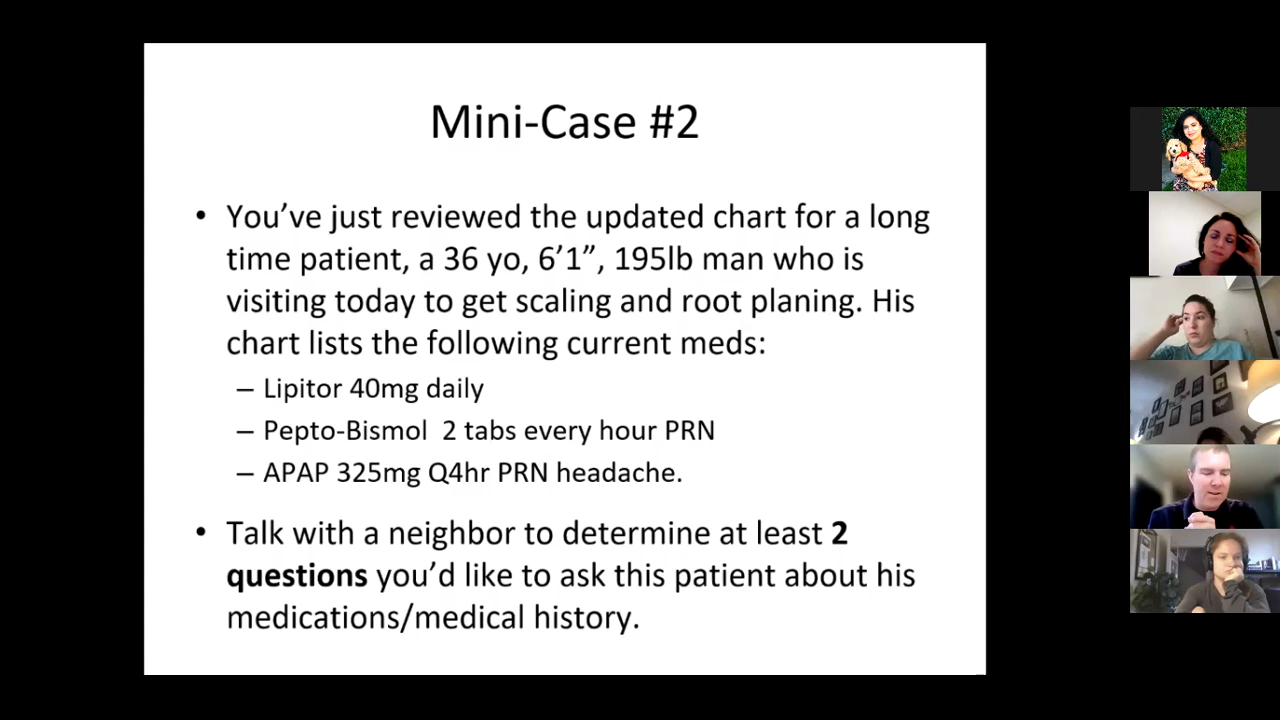 Mini-Case #2
• You’ve just reviewed the updated chart for a long
time patient, a 36 yo, 6’1”, 195lb man who is
visiting today to get scaling and root planing. His
chart lists the following current meds:
– Lipitor 40mg daily
– Pepto-Bismol  2 tabs every hour PRN
– APAP 325mg Q4hr PRN headache.
• Talk with a neighbor to determine at least 2
questions you’d like to ask this patient about his
medications/medical history.